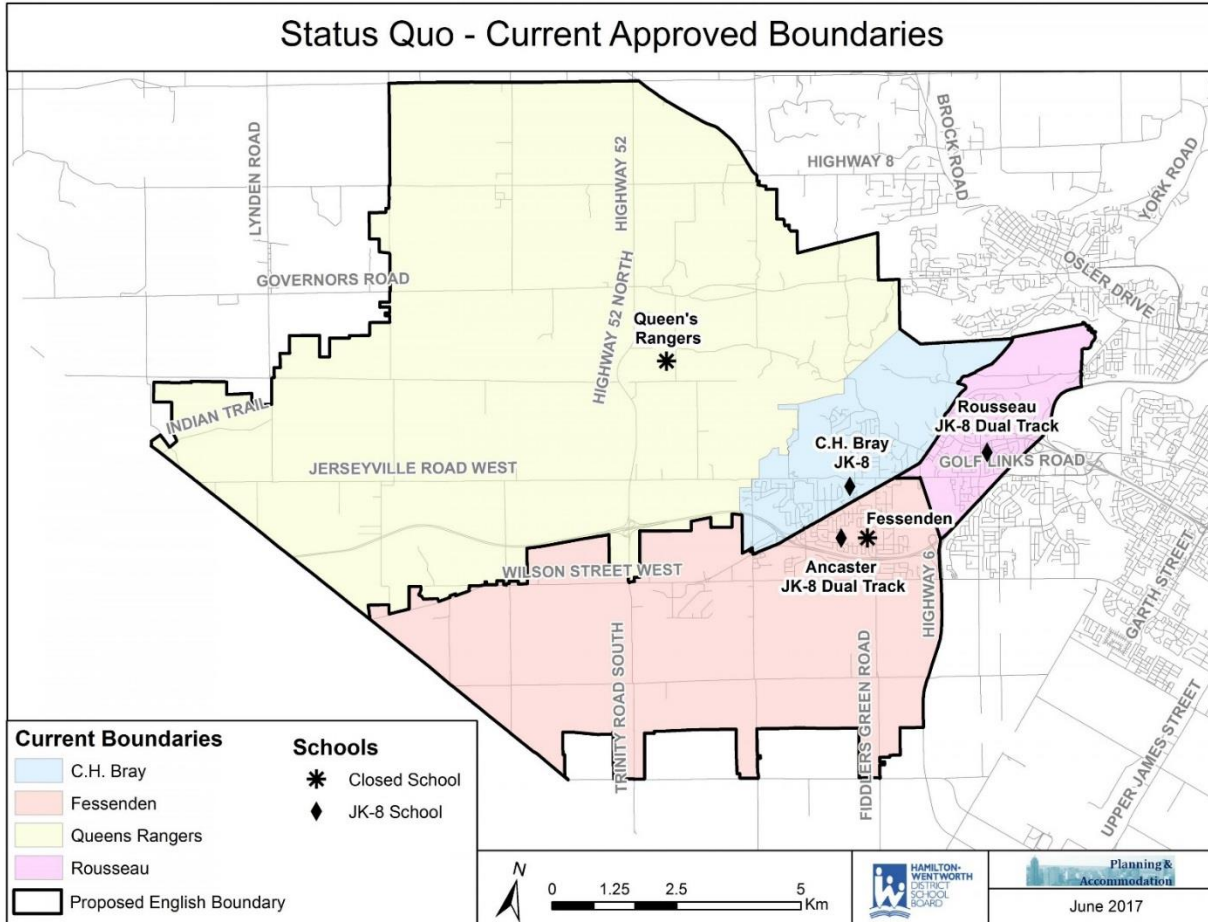 Status Quo - Current Approved Boundaries
LYNDEN ROAD
HIGHWAY 52
BROCK ROAD
HIGHWAY 8
YORK ROAD
GOVERNORS ROAD
OSLER DRIVE
HIGHWAY 52 NORTH
Queen's
Rangers
INDIAN TRAIL
Rousseau
JK-8 Dual Track
C.H. Bray
JK-8
GOLF LINKS ROAD
JERSEYVILLE ROAD WEST
Fessenden
WILSON STREET WEST
Ancaster
JK-8 Dual Track
HIGHWAY 6
GARTH STREET
TRINITY ROAD SOUTH
FIDDLERS GREEN ROAD
UPPER JAMES STREET
Current Boundaries
C.H. Bray
Fessenden
Queens Rangers
Rousseau
Proposed English Boundary
Schools
Closed School
JK-8 School
N
0 1.25 2.5 5
Km
HAMILTON-
WENTWORTH
DISTRICT
SCHOOL
BOARD
Planning &
Accommodation
June 2017